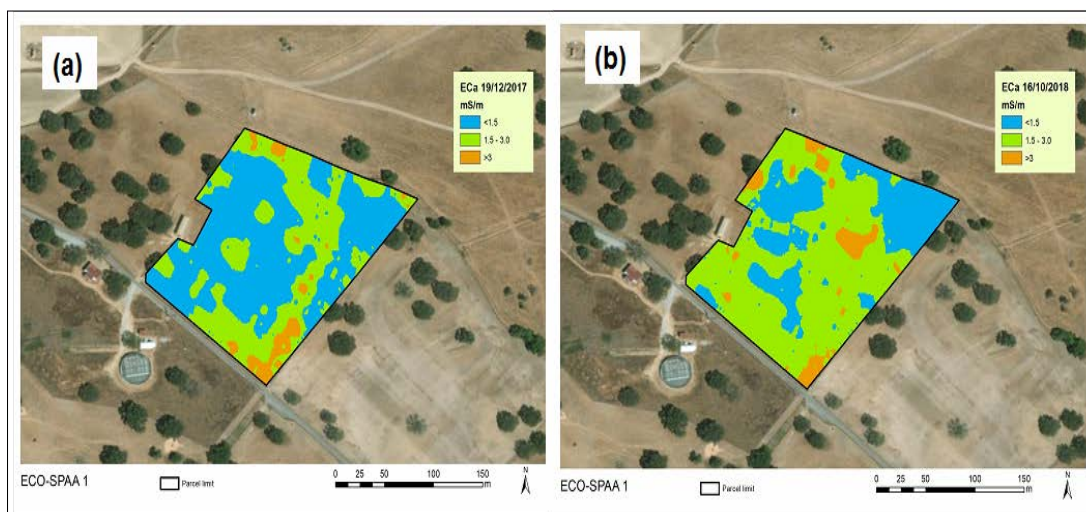 (a)
ECa 19/12/2017
mS/m
<1.5
1.5 - 3.0
>3
ECO-SPAA 1
Parcel limit
0 25 50 100 150
m
N
(b)
ECa 16/10/2018
mS/m
<1.5
1.5 - 3.0
>3
ECO-SPAA 1
Parcel limit
0 25 50 100 150
m
N